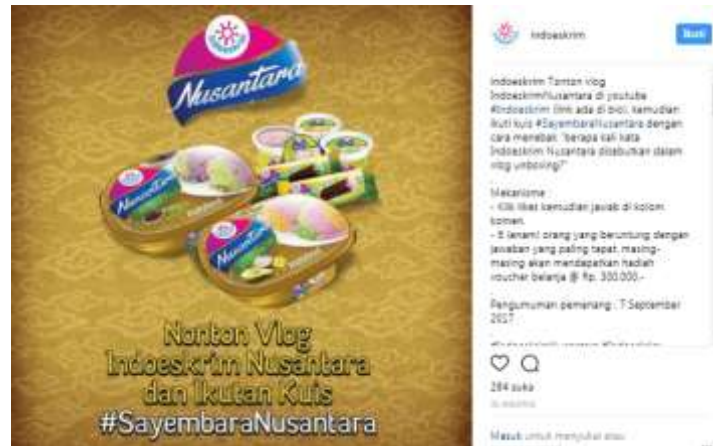 Nusantara
Nonton Vlog
Indoeskrim Nusantara
dan Ikutan Kuis
#SayembaraNusantara
indoeskrim
Ikuti
Indoeskrim Tonton vlog
IndoeskrimNusantara di youtube
#Indoeskrim (link ada di bio), kemudian
ikuti kuis #SayembaraNusantara dengan
cara menebak "berapa kali kata
Indoeskrim Nusantara disebutkan dalam
vlog unboxing?"
Mekanisme :
- Klik likes kemudian jawab di kolom
komen.
- 6 (enam) orang yang beruntung dengan
jawaban yang paling tepat, masing-
masing akan mendapatkan hadiah
voucher belanja @ Rp. 300.000,-
Pengumuman pemenang : 7 September
2017
284 suka
Masuk untuk menyukai atau